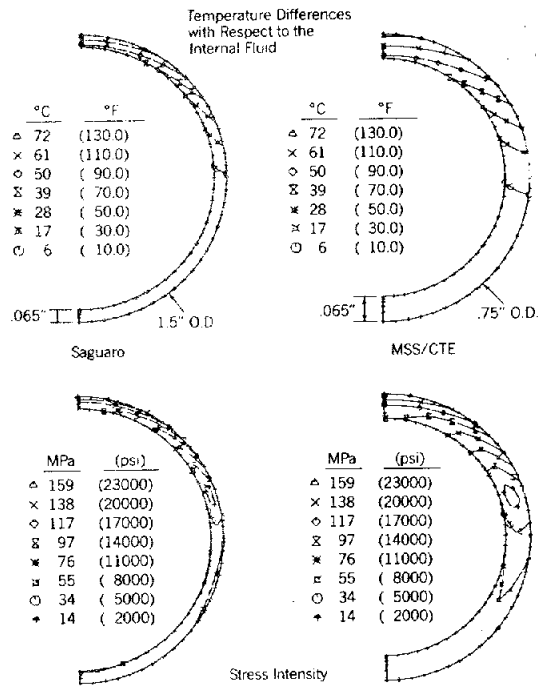 Temperature Differences
with Respect to the
Internal Fluid
°C °F
72 (130.0)
61 (110.0)
50 ( 90.0)
39 ( 70.0)
28 ( 50.0)
17 ( 30.0)
6 ( 10.0)
.065"
1.5" O.D
Saguaro
°C °F
72 (130.0)
61 (110.0)
50 ( 90.0)
39 ( 70.0)
28 ( 50.0)
17 ( 30.0)
6 ( 10.0)
.065"
.75" O.D.
MSS/CTE
MPa (psi)
159 (23000)
138 (20000)
117 (17000)
97 (14000)
76 (11000)
55 ( 8000)
34 ( 5000)
14 ( 2000)
MPa (psi)
159 (23000)
138 (20000)
117 (17000)
97 (14000)
76 (11000)
55 ( 8000)
34 ( 5000)
14 ( 2000)
Stress Intensity